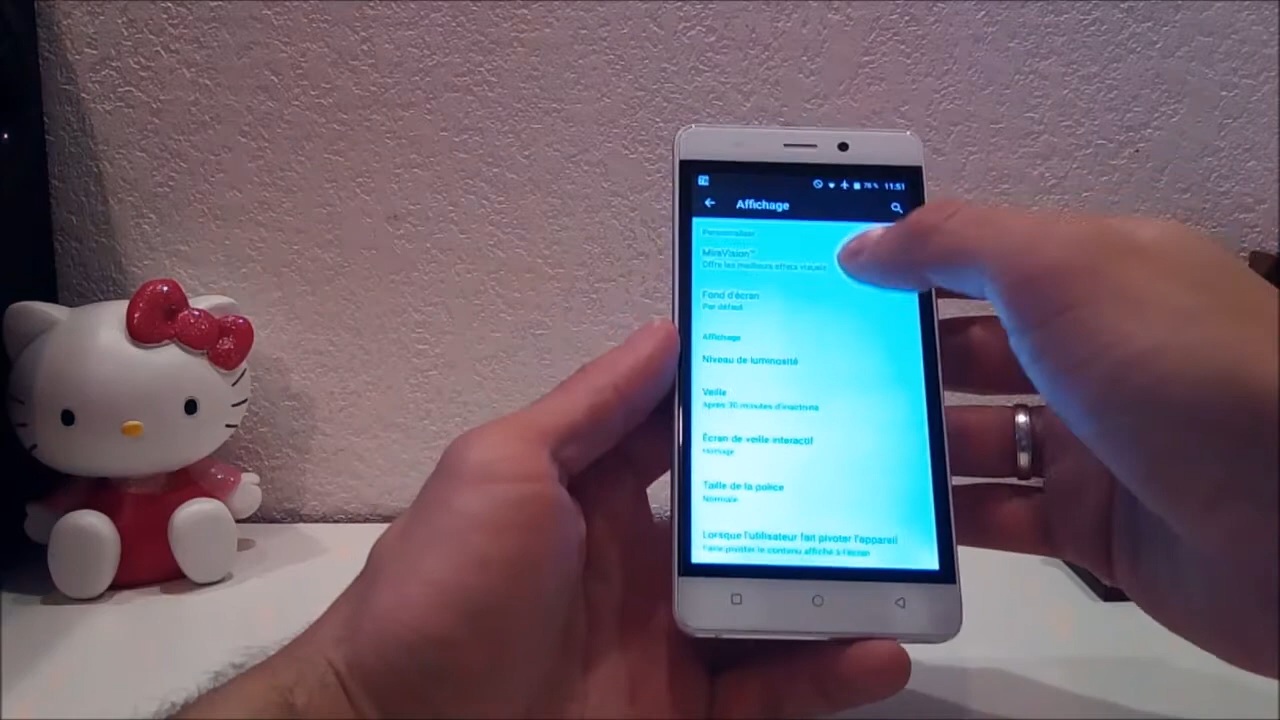 76% 11:51
Affichage
Personnaliser
MiraVision™
Offre les meilleurs effets visuels
Fond d'écran
Par défaut
Affichage
Niveau de luminosité
Veille
Après 30 minutes d'inactivité
Écran de veille interactif
Horloge
Taille de la police
Normale
Lorsque l'utilisateur fait pivoter l'appareil
Faire pivoter le contenu affiché à l'écran